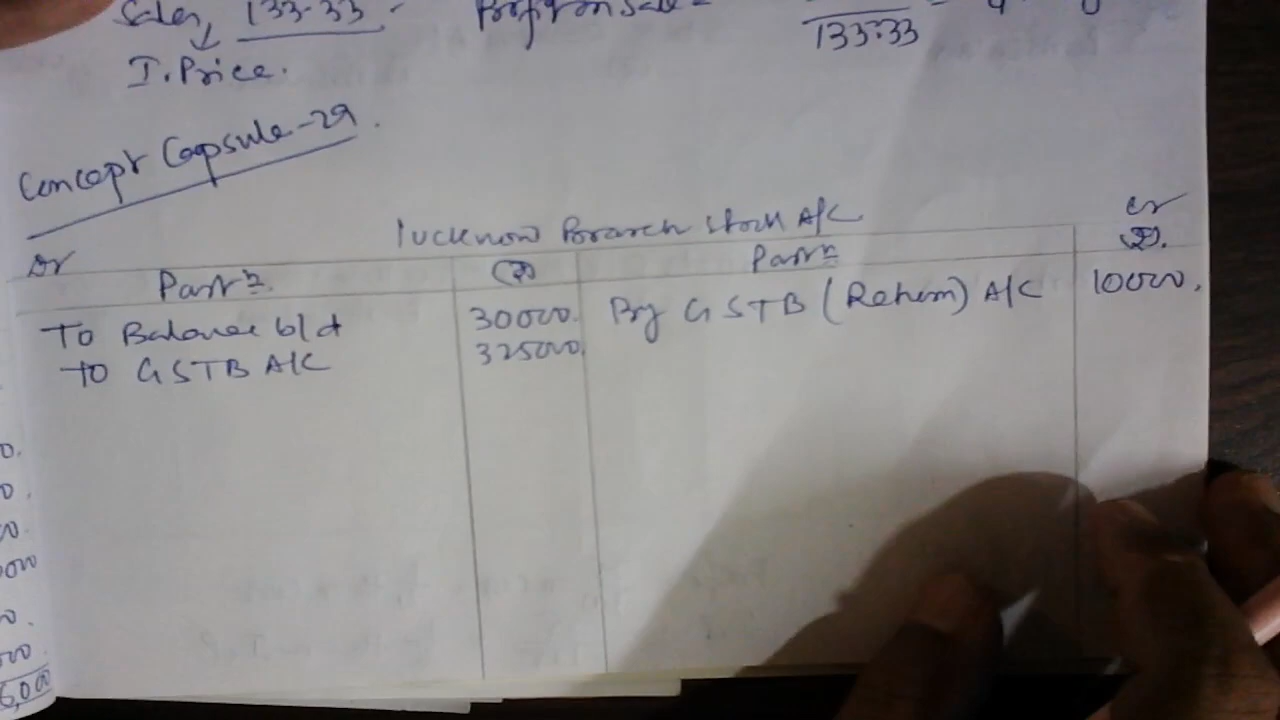 Sales, 133.33
133.33
I. Price.
Concept Capsule-29.
Lucknow Branch Stock A/C
Dr Cr
Partn. (₹) Partn (₹).
To Balance b/d 30000. By GSTB (Return) A/C 10000.
To GSTB A/C 325000.